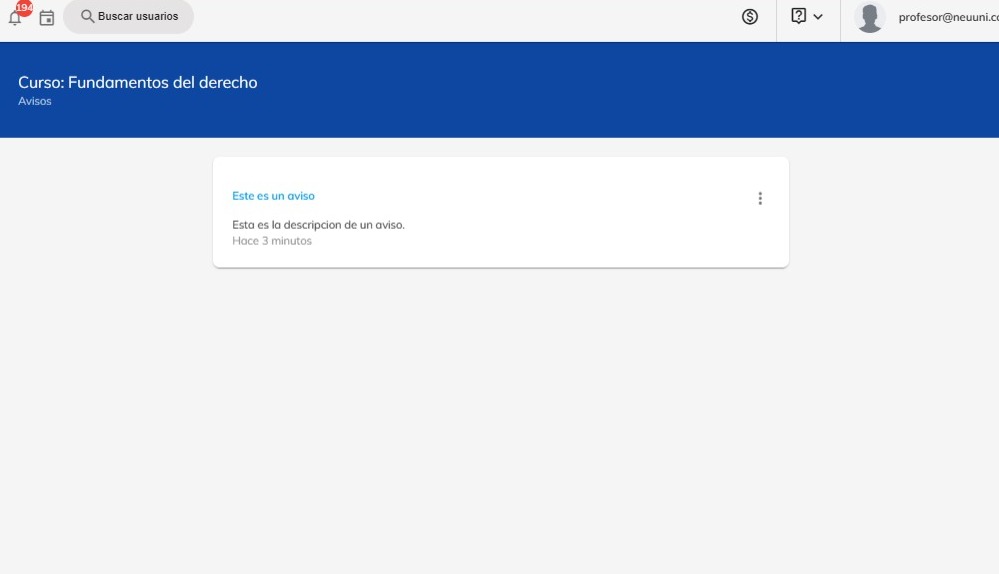 194
Buscar usuarios
profesor@neuuni.c
Curso: Fundamentos del derecho
Avisos
Este es un aviso
Esta es la descripcion de un aviso.
Hace 3 minutos